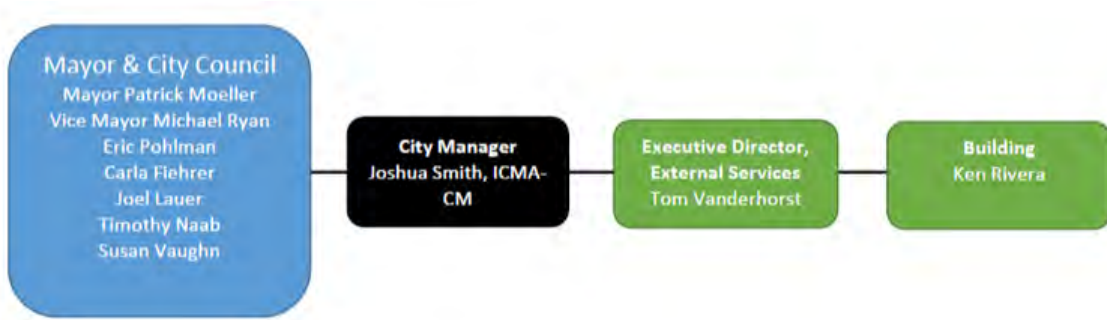 Mayor & City Council
Mayor Patrick Moeller
Vice Mayor Michael Ryan
Eric Pohlman
Carla Fiehrer
Joel Lauer
Timothy Naab
Susan Vaughn
City Manager
Joshua Smith, ICMA-
CM
Executive Director,
External Services
Tom Vanderhorst
Building
Ken Rivera